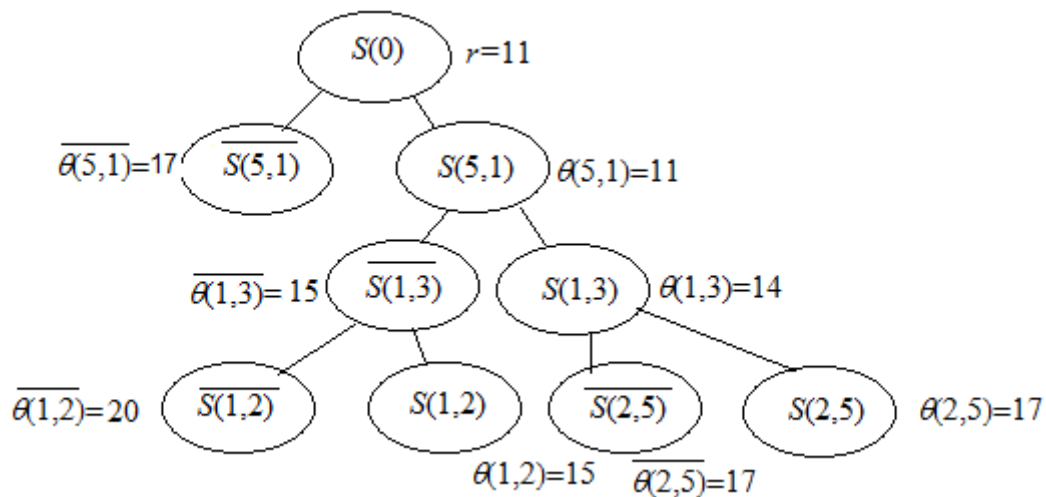 S(0) r=11
θ̅(̅5̅,̅1̅)̅=17 S̅(̅5̅,̅1̅)̅ S(5,1) θ(5,1)=11
θ̅(̅1̅,̅3̅)̅= 15 S̅(̅1̅,̅3̅)̅ S(1,3) θ(1,3)=14
θ̅(̅1̅,̅2̅)̅= 20 S̅(̅1̅,̅2̅)̅ S(1,2) S̅(̅2̅,̅5̅)̅ S(2,5) θ(2,5)=17
θ(1,2)=15 θ̅(̅2̅,̅5̅)̅=17